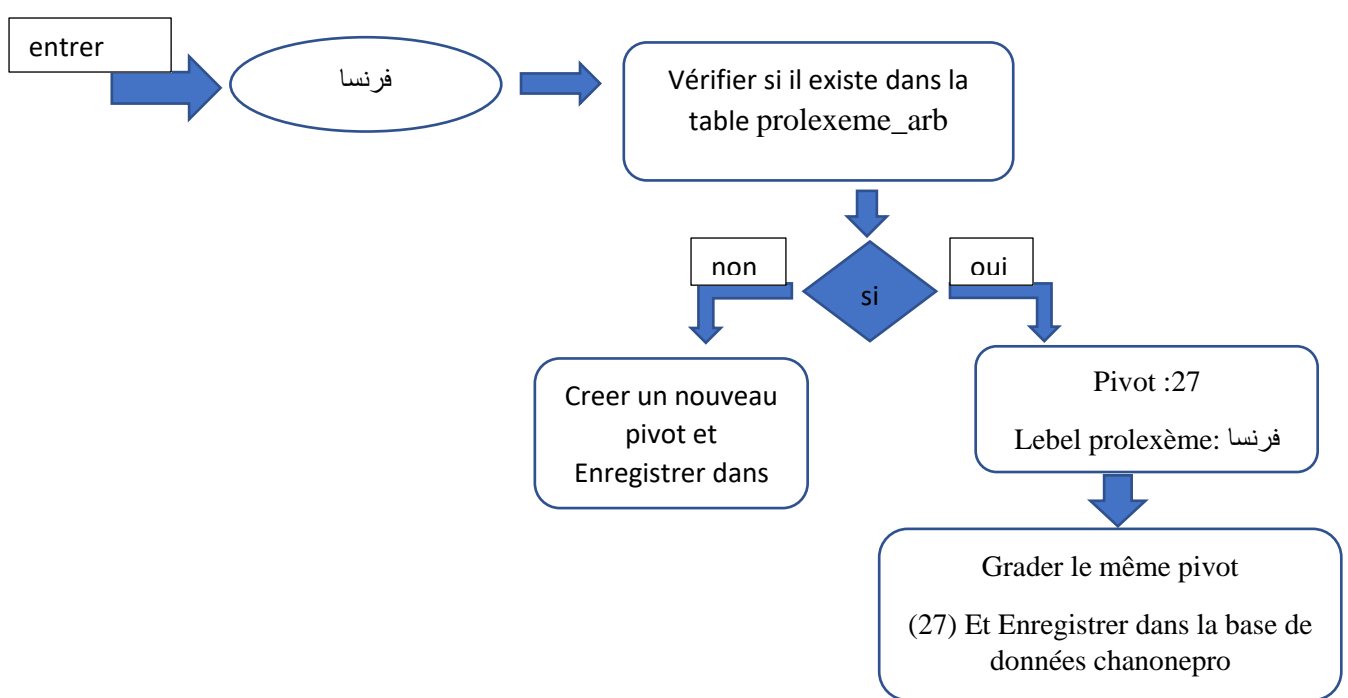 entrer
فرنسا
Vérifier si il existe dans la
table prolexeme_arb
non
si
oui
Creer un nouveau
pivot et
Enregistrer dans
Pivot :27
Lebel prolexème: فرنسا
Grader le même pivot
(27) Et Enregistrer dans la base de
données chanonepro